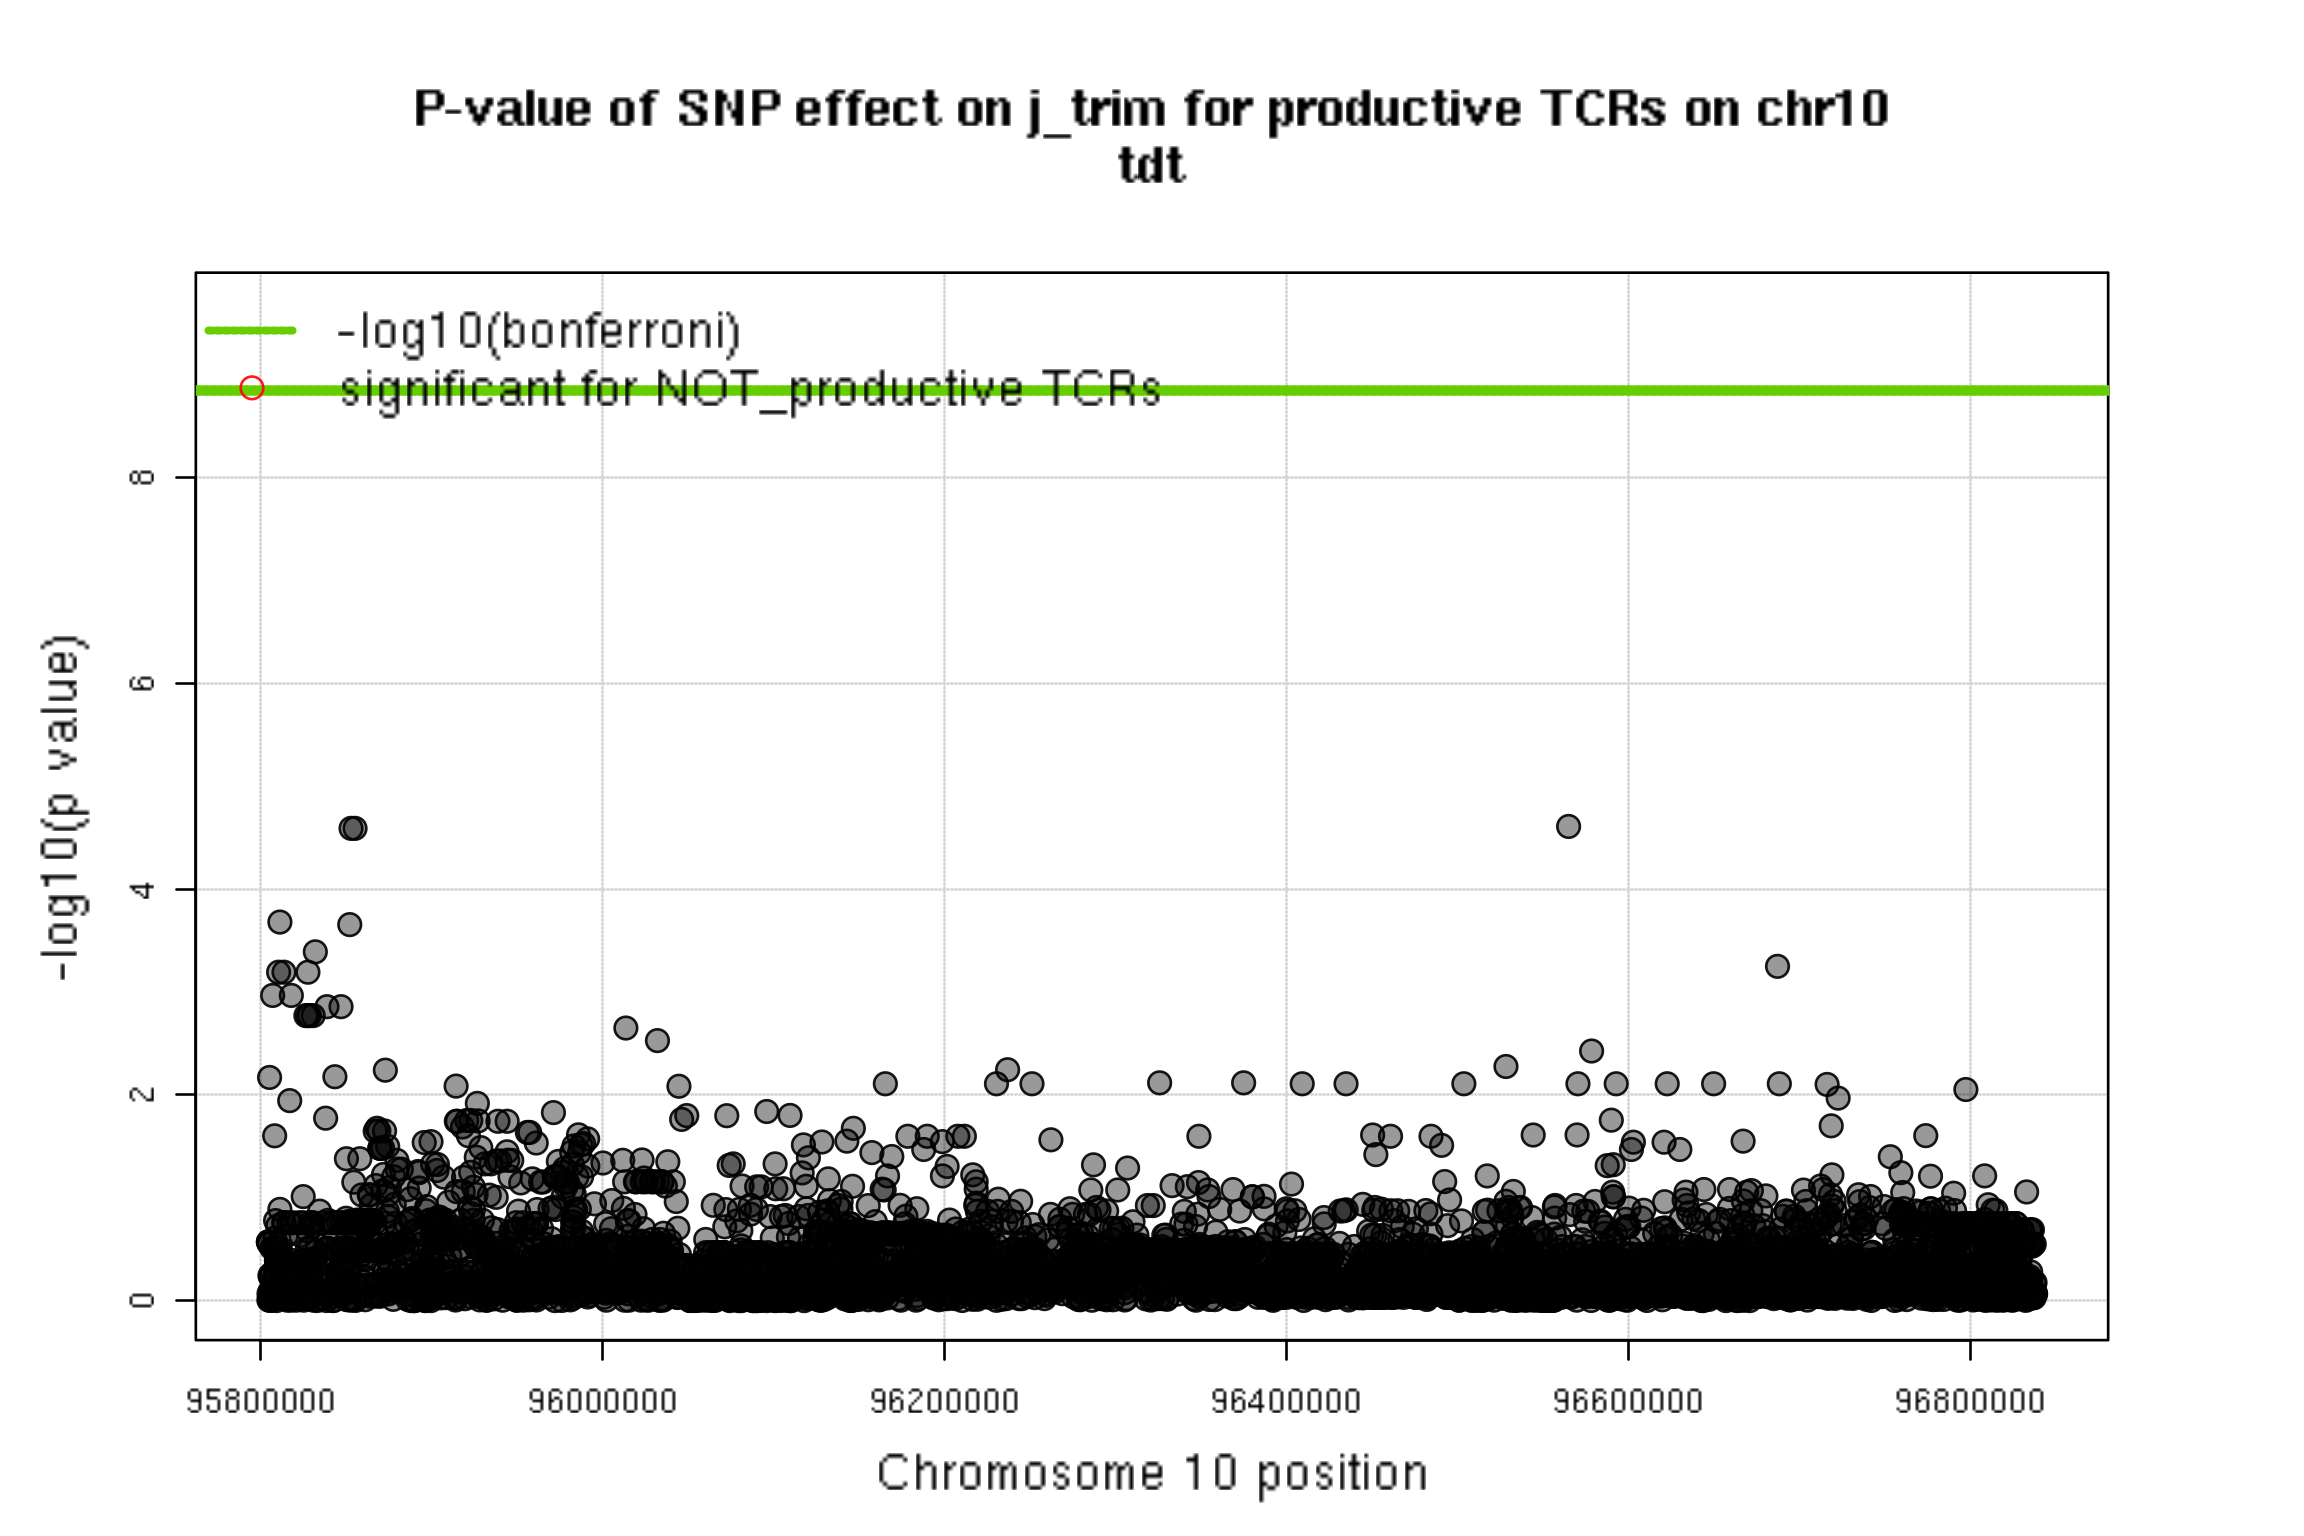 P-value of SNP effect on j_trim for productive TCRs on chr10
tdt
-log10(bonferroni)
significant for NOT_productive TCRs
-log10(p value)
8
6
4
2
0
95800000 96000000 96200000 96400000 96600000 96800000
Chromosome 10 position